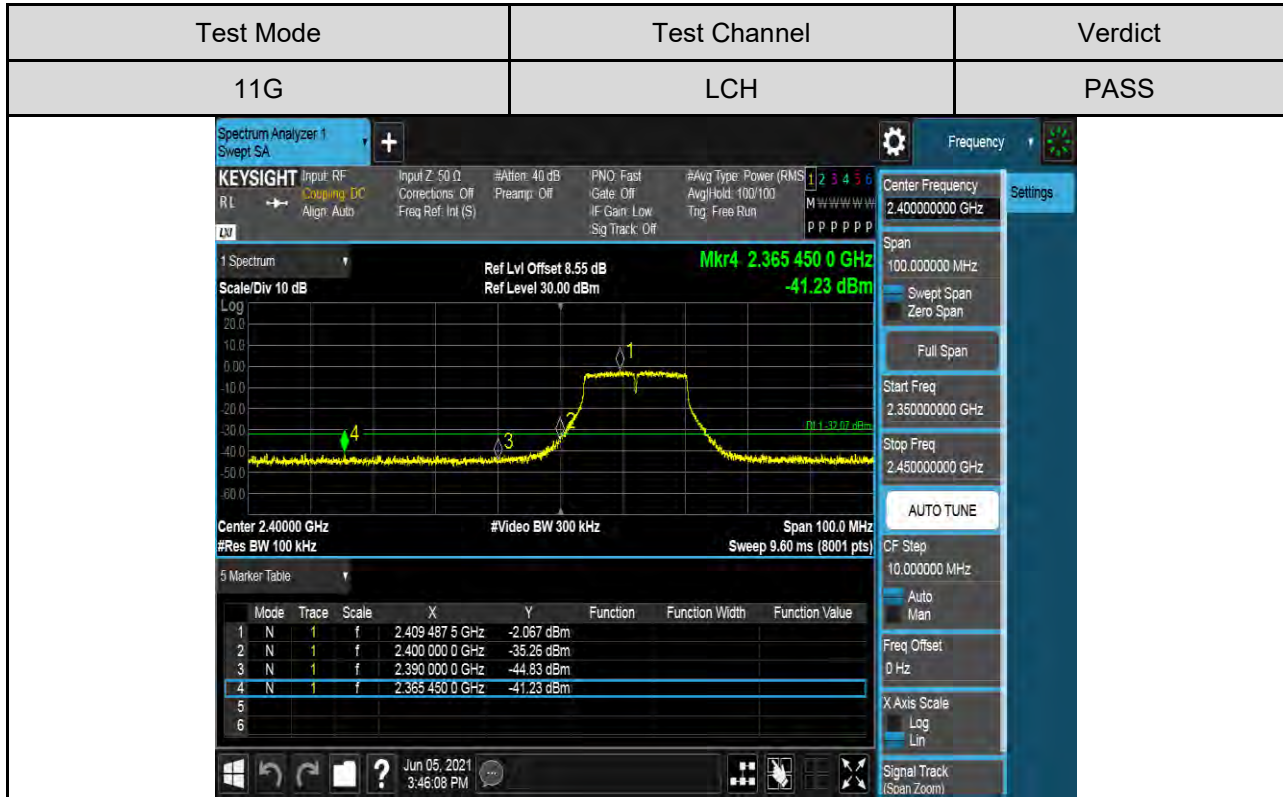 Test Mode Test Channel Verdict
11G LCH PASS
Spectrum Analyzer 1
Swept SA
+
Frequency
KEYSIGHT Input: RF Input Z: 50 Ω #Atten: 40 dB PNO: Fast #Avg Type: Power (RMS 1 2 3 4 5 6
RL Coupling: DC Corrections: Off Preamp: Off Gate: Off Avg|Hold: 100/100 M W W W W W
Align: Auto Freq Ref: Int (S) IF Gain: Low Trig: Free Run
LXI Sig Track: Off P P P P P P
Center Frequency
2.400000000 GHz
Settings
Span
100.000000 MHz
Swept Span
Zero Span
Full Span
Start Freq
2.350000000 GHz
Stop Freq
2.450000000 GHz
AUTO TUNE
CF Step
10.000000 MHz
Auto
Man
Freq Offset
0 Hz
X Axis Scale
Log
Lin
Signal Track
(Span Zoom)
1 Spectrum
Scale/Div 10 dB
Ref Lvl Offset 8.55 dB
Ref Level 30.00 dBm
Mkr4 2.365 450 0 GHz
-41.23 dBm
Log
20.0
10.0
0.00
-10.0
-20.0
-30.0
-40.0
-50.0
-60.0
1
2
3
4
DL1 -32.07 dBm
Center 2.40000 GHz #Video BW 300 kHz Span 100.0 MHz
#Res BW 100 kHz Sweep 9.60 ms (8001 pts)
5 Marker Table
Mode Trace Scale X Y Function Function Width Function Value
1 N 1 f 2.409 487 5 GHz -2.067 dBm
2 N 1 f 2.400 000 0 GHz -35.26 dBm
3 N 1 f 2.390 000 0 GHz -44.83 dBm
4 N 1 f 2.365 450 0 GHz -41.23 dBm
5
6
?
Jun 05, 2021
3:46:08 PM